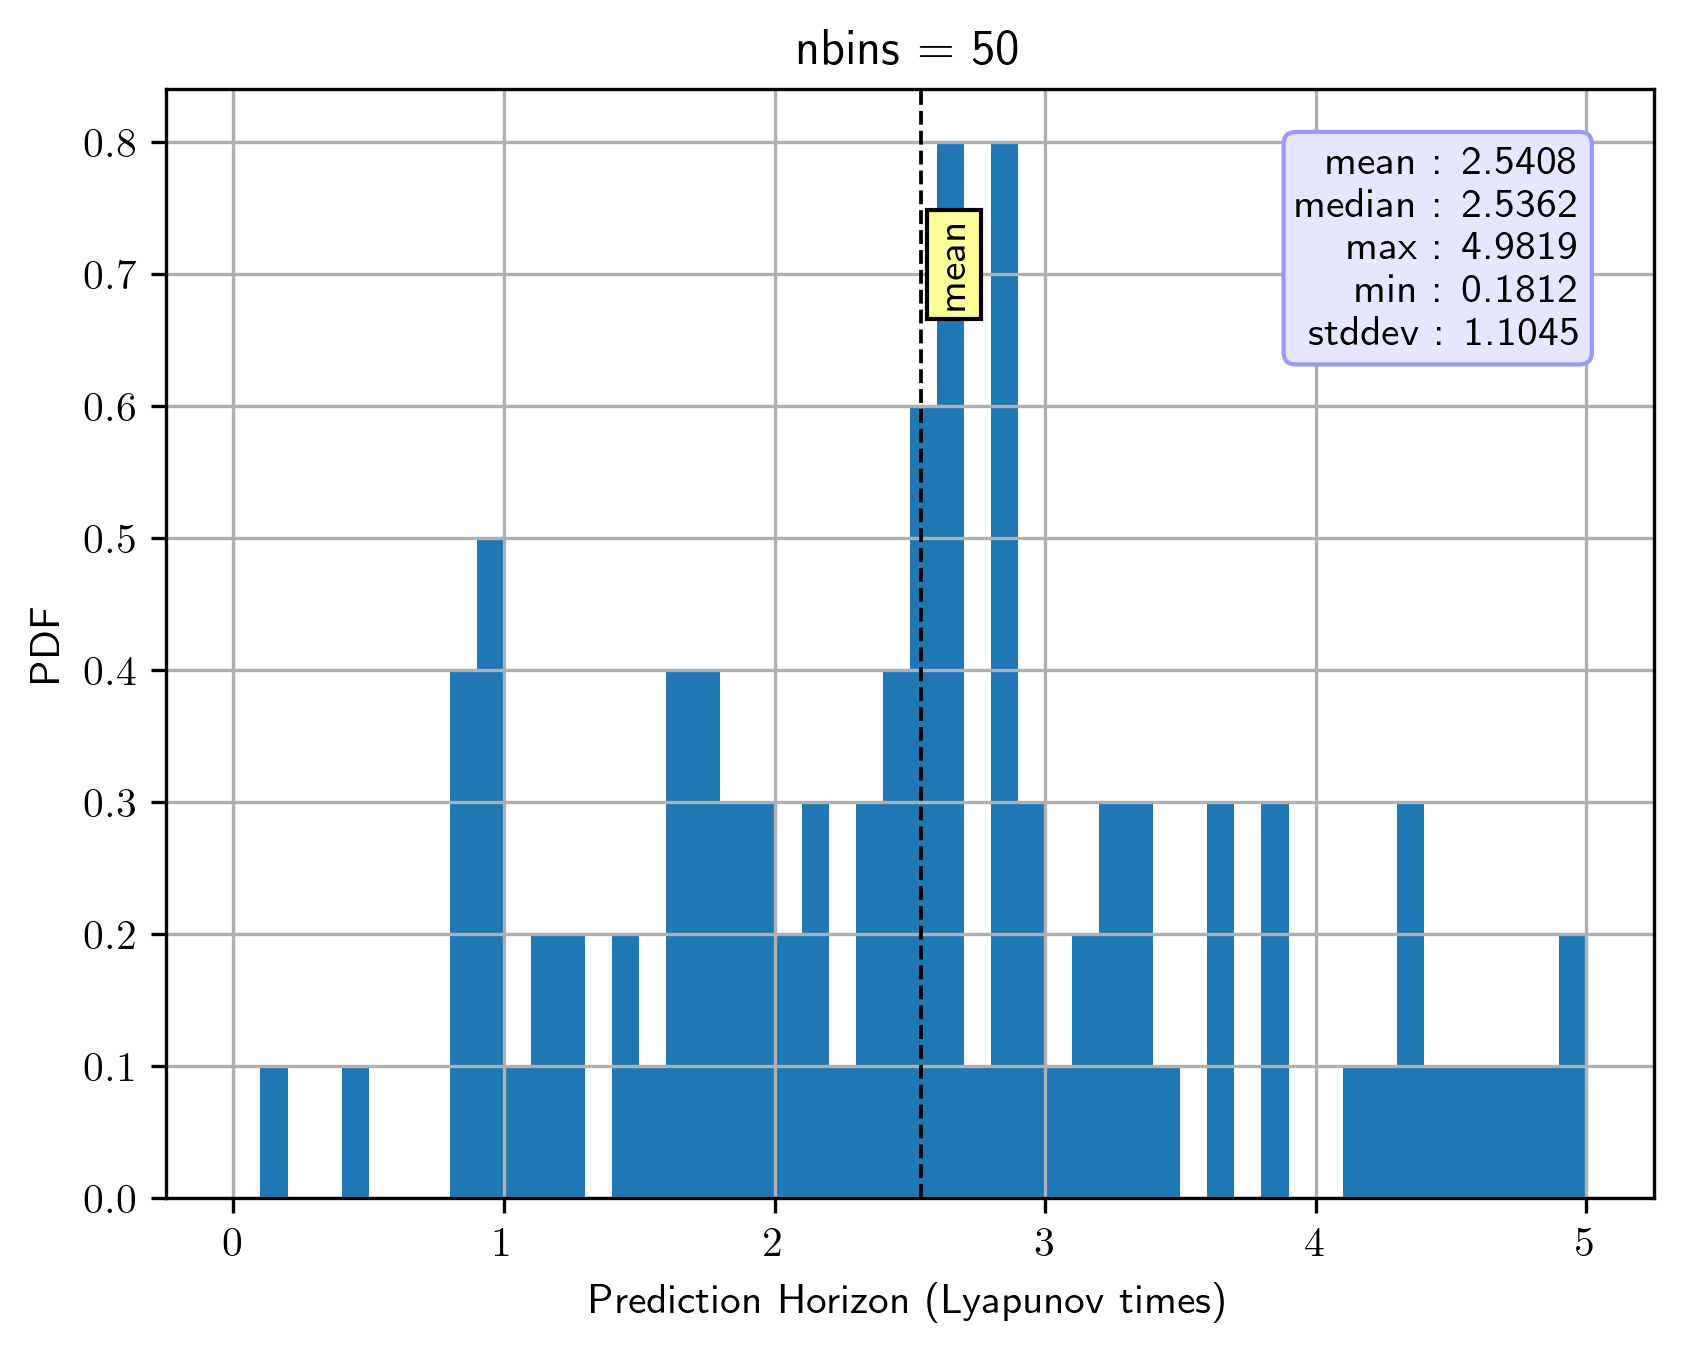 nbins = 50
mean : 2.5408
median : 2.5362
max : 4.9819
min : 0.1812
stddev : 1.1045
mean
PDF
0.8
0.7
0.6
0.5
0.4
0.3
0.2
0.1
0.0
0 1 2 3 4 5
Prediction Horizon (Lyapunov times)